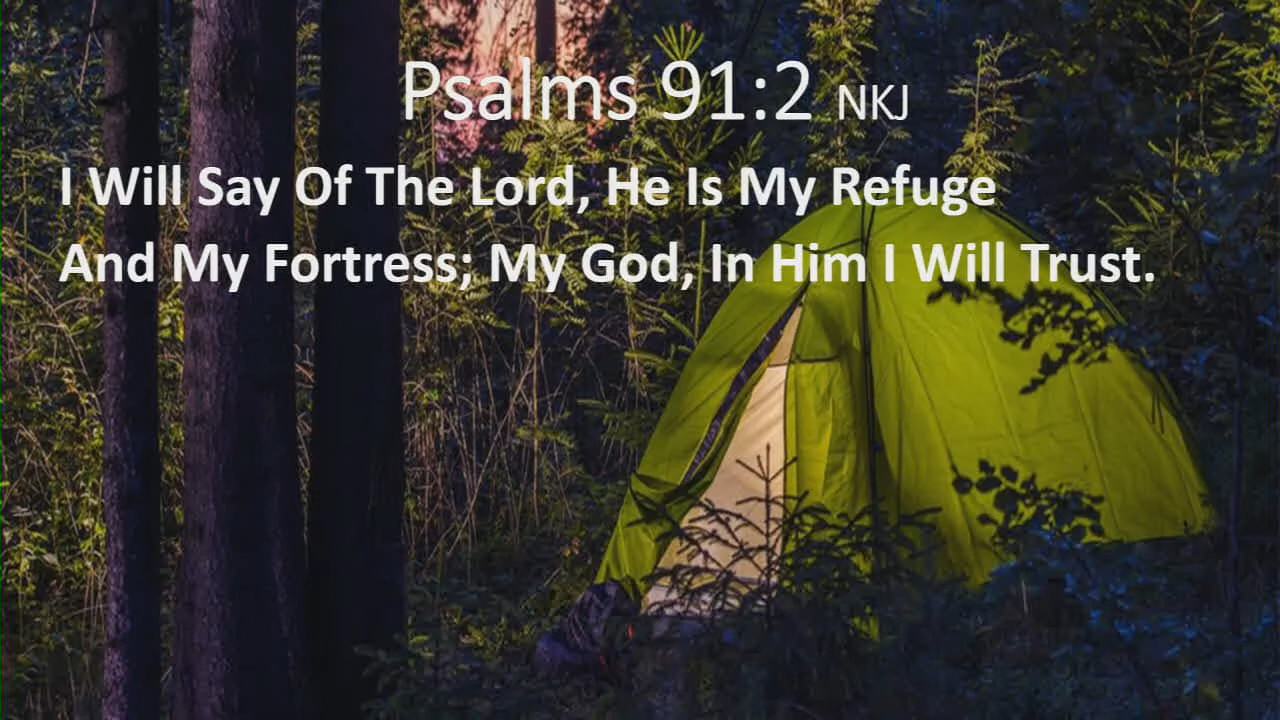 Psalms 91:2 NKJ
I Will Say Of The Lord, He Is My Refuge
And My Fortress; My God, In Him I Will Trust.